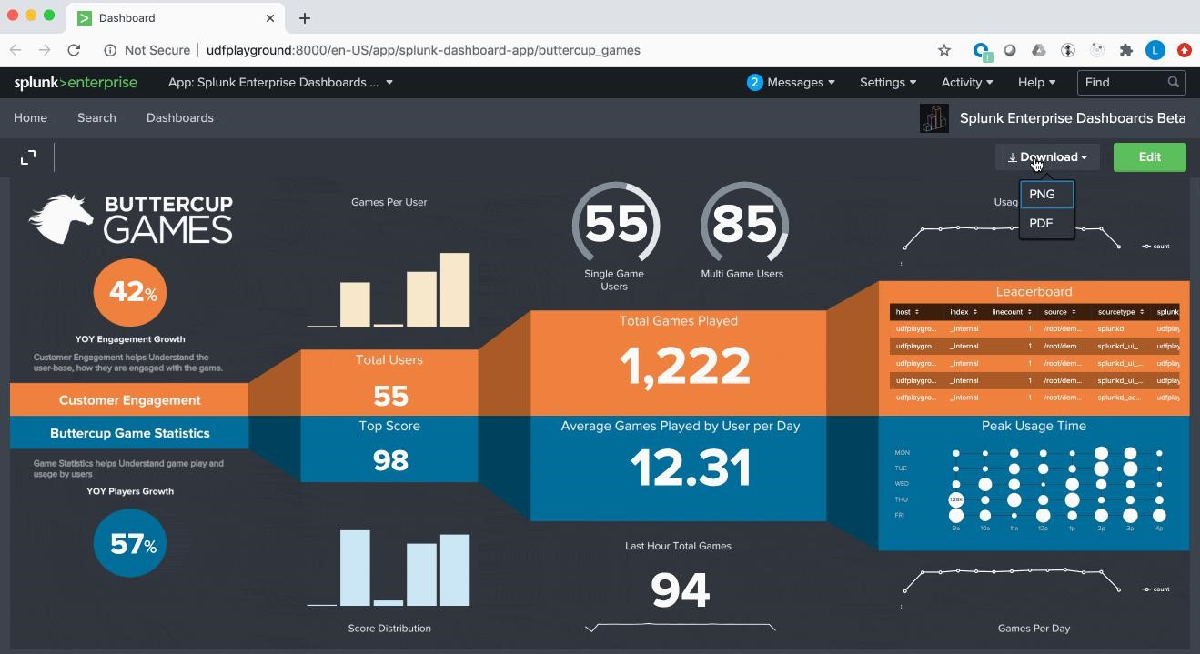 Dashboard
Not Secure
udfplayground:8000/en-US/app/splunk-dashboard-app/buttercup_games
L
splunk>enterprise
App: Splunk Enterprise Dashboards ...
2 Messages
Settings
Activity
Help
Find
Home
Search
Dashboards
Splunk Enterprise Dashboards Beta
Download
Edit
PNG
PDF
BUTTERCUP
GAMES
42%
YOY Engagement Growth
Customer Engagement helps Understand the
user-base, how they are engaged with the game.
Customer Engagement
Buttercup Game Statistics
Game Statistics helps Understand game play and
usage by users
YOY Players Growth
57%
Games Per User
Total Users
55
Top Score
98
Score Distribution
55
Single Game
Users
85
Multi Game Users
Total Games Played
1,222
Average Games Played by User per Day
12.31
Last Hour Total Games
94
Usag
count
Leaderboard
host index linecount source sourcetype splunk
udfplaygro... _internal 1 /root/dem... splunkd udfplay
udfplaygro... _internal 1 /root/dem... splunkd_ui_... udfplay
udfplaygro... _internal 1 /root/dem... splunkd_ui_... udfplay
udfplaygro... _internal 1 /root/dem... splunkd_ui_... udfplay
udfplaygro... _internal 1 /root/dem... splunkd_ac... udfplay
Peak Usage Time
MON
TUE
WED
THU
FRI
9a 10a 11a 12p 1p 2p 3p 4p
count
Games Per Day